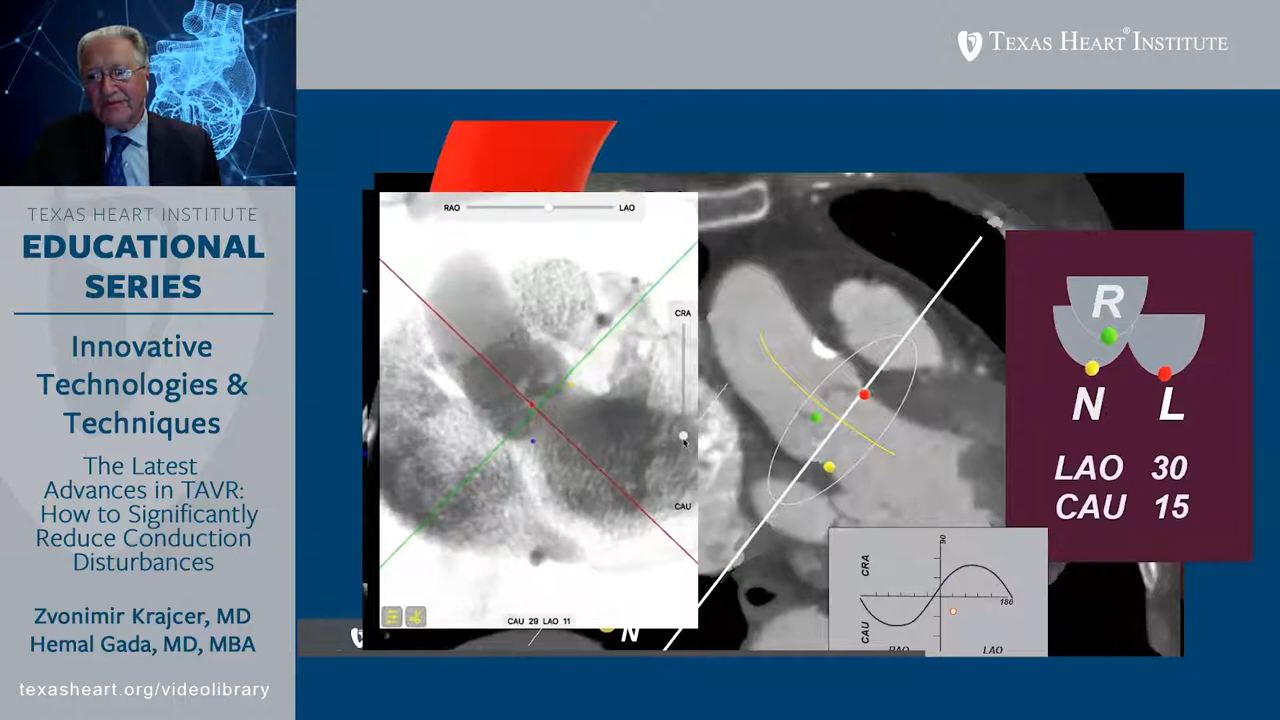 TEXAS HEART® INSTITUTE
TEXAS HEART INSTITUTE
EDUCATIONAL
SERIES
Innovative
Technologies &
Techniques
The Latest
Advances in TAVR:
How to Significantly
Reduce Conduction
Disturbances
Zvonimir Krajcer, MD
Hemal Gada, MD, MBA
texasheart.org/videolibrary
RAO
LAO
CRA
CAU
CAU 29 LAO 11
N
R
N L
LAO 30
CAU 15
CRA
90
180
CAU
RAO
LAO